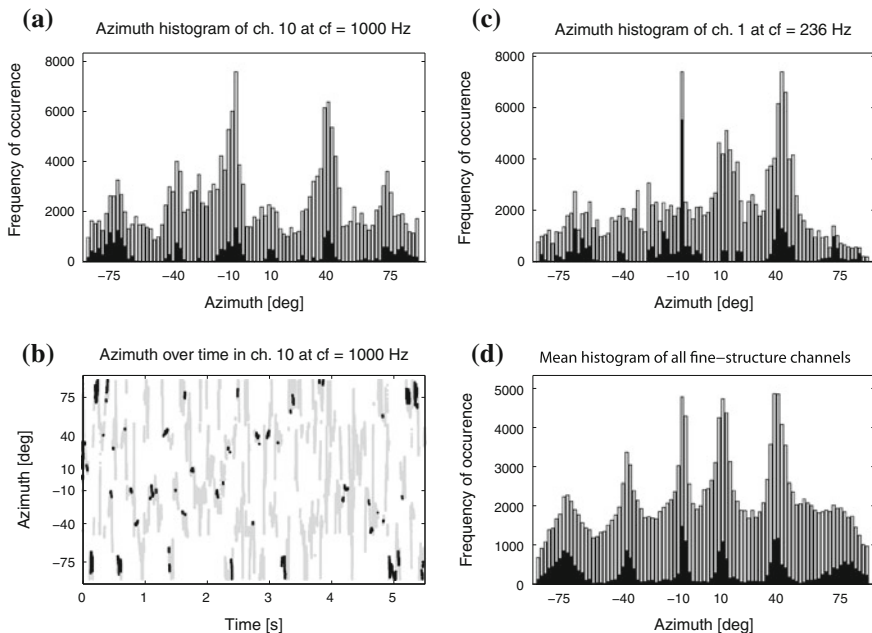 (a)
Azimuth histogram of ch. 10 at cf = 1000 Hz
Frequency of occurence
8000
6000
4000
2000
0
−75 −40 −10 10 40 75
Azimuth [deg]
(c)
Azimuth histogram of ch. 1 at cf = 236 Hz
Frequency of occurence
8000
6000
4000
2000
0
−75 −40 −10 10 40 75
Azimuth [deg]
(b)
Azimuth over time in ch. 10 at cf = 1000 Hz
Azimuth [deg]
75
40
10
−10
−40
−75
0 1 2 3 4 5
Time [s]
(d)
Mean histogram of all fine−structure channels
Frequency of occurence
5000
4000
3000
2000
1000
0
−75 −40 −10 10 40 75
Azimuth [deg]